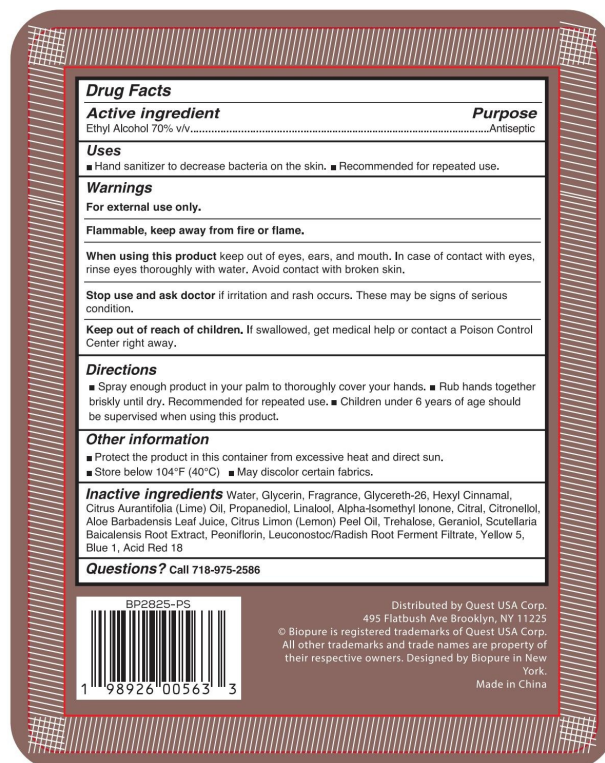 Drug Facts
Active ingredient Purpose
Ethyl Alcohol 70% v/v....................................................................................................Antiseptic
Uses
■ Hand sanitizer to decrease bacteria on the skin. ■ Recommended for repeated use.
Warnings
For external use only.
Flammable, keep away from fire or flame.
When using this product keep out of eyes, ears, and mouth. In case of contact with eyes,
rinse eyes thoroughly with water. Avoid contact with broken skin.
Stop use and ask doctor if irritation and rash occurs. These may be signs of serious
condition.
Keep out of reach of children. If swallowed, get medical help or contact a Poison Control
Center right away.
Directions
■ Spray enough product in your palm to thoroughly cover your hands. ■ Rub hands together
briskly until dry. Recommended for repeated use. ■ Children under 6 years of age should
be supervised when using this product.
Other information
■ Protect the product in this container from excessive heat and direct sun.
■ Store below 104°F (40°C) ■ May discolor certain fabrics.
Inactive ingredients Water, Glycerin, Fragrance, Glycereth-26, Hexyl Cinnamal,
Citrus Aurantifolia (Lime) Oil, Propanediol, Linalool, Alpha-Isomethyl Ionone, Citral, Citronellol,
Aloe Barbadensis Leaf Juice, Citrus Limon (Lemon) Peel Oil, Trehalose, Geraniol, Scutellaria
Baicalensis Root Extract, Peoniflorin, Leuconostoc/Radish Root Ferment Filtrate, Yellow 5,
Blue 1, Acid Red 18
Questions? Call 718-975-2586
BP2825-PS
1 98926 00563 3
Distributed by Quest USA Corp.
495 Flatbush Ave Brooklyn, NY 11225
© Biopure is registered trademarks of Quest USA Corp.
All other trademarks and trade names are property of
their respective owners. Designed by Biopure in New
York.
Made in China